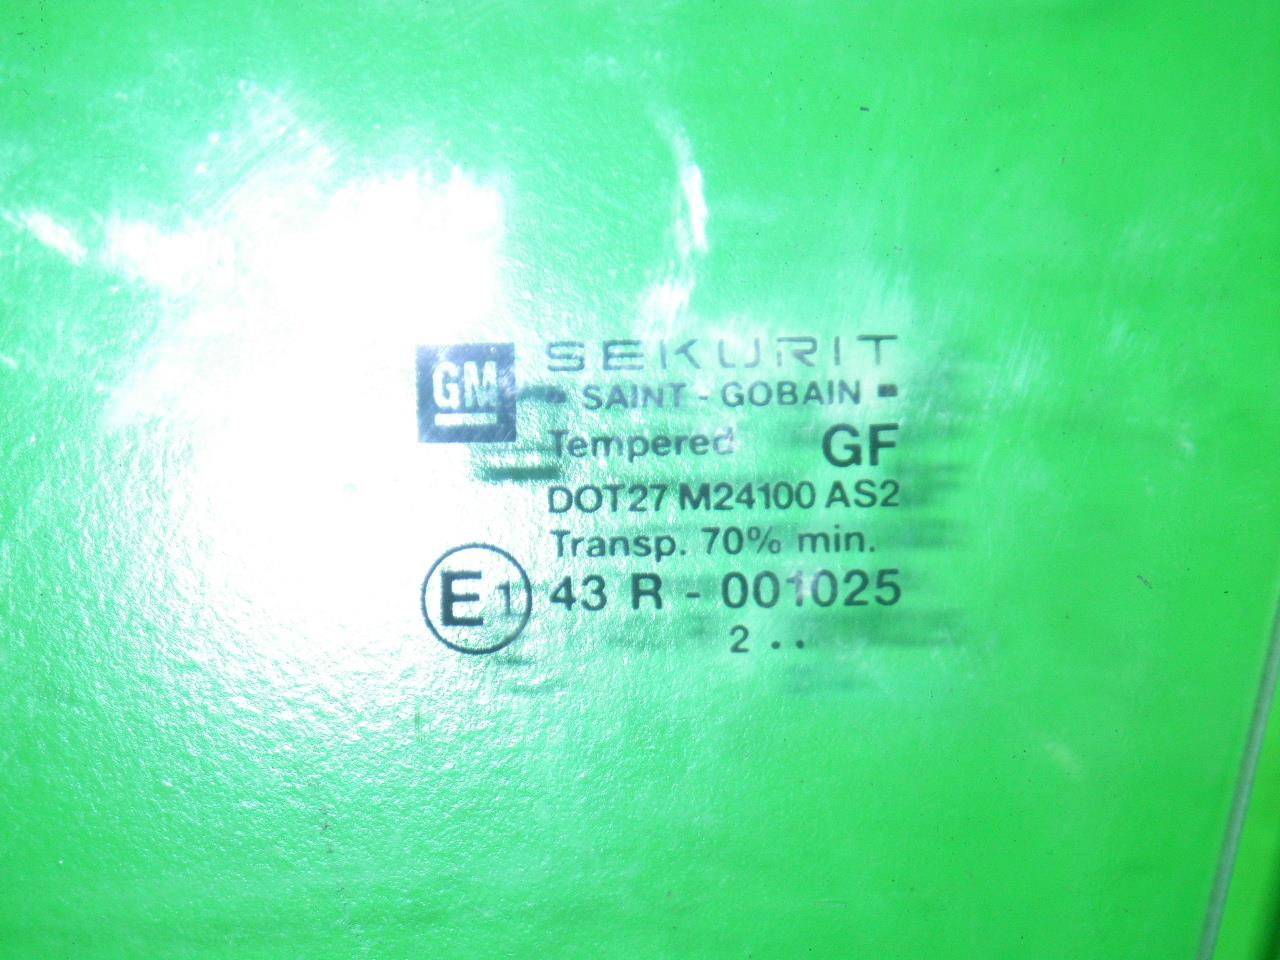 GM
SEKURIT
SAINT - GOBAIN
Tempered GF
DOT27 M24100 AS2
Transp. 70% min.
E1 43 R - 001025
2 . .